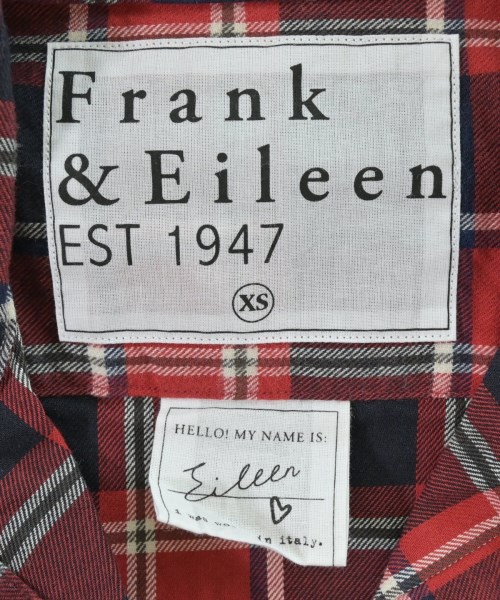 Frank
& Eileen
EST 1947
XS
HELLO! MY NAME IS:
Eileen
in italy.